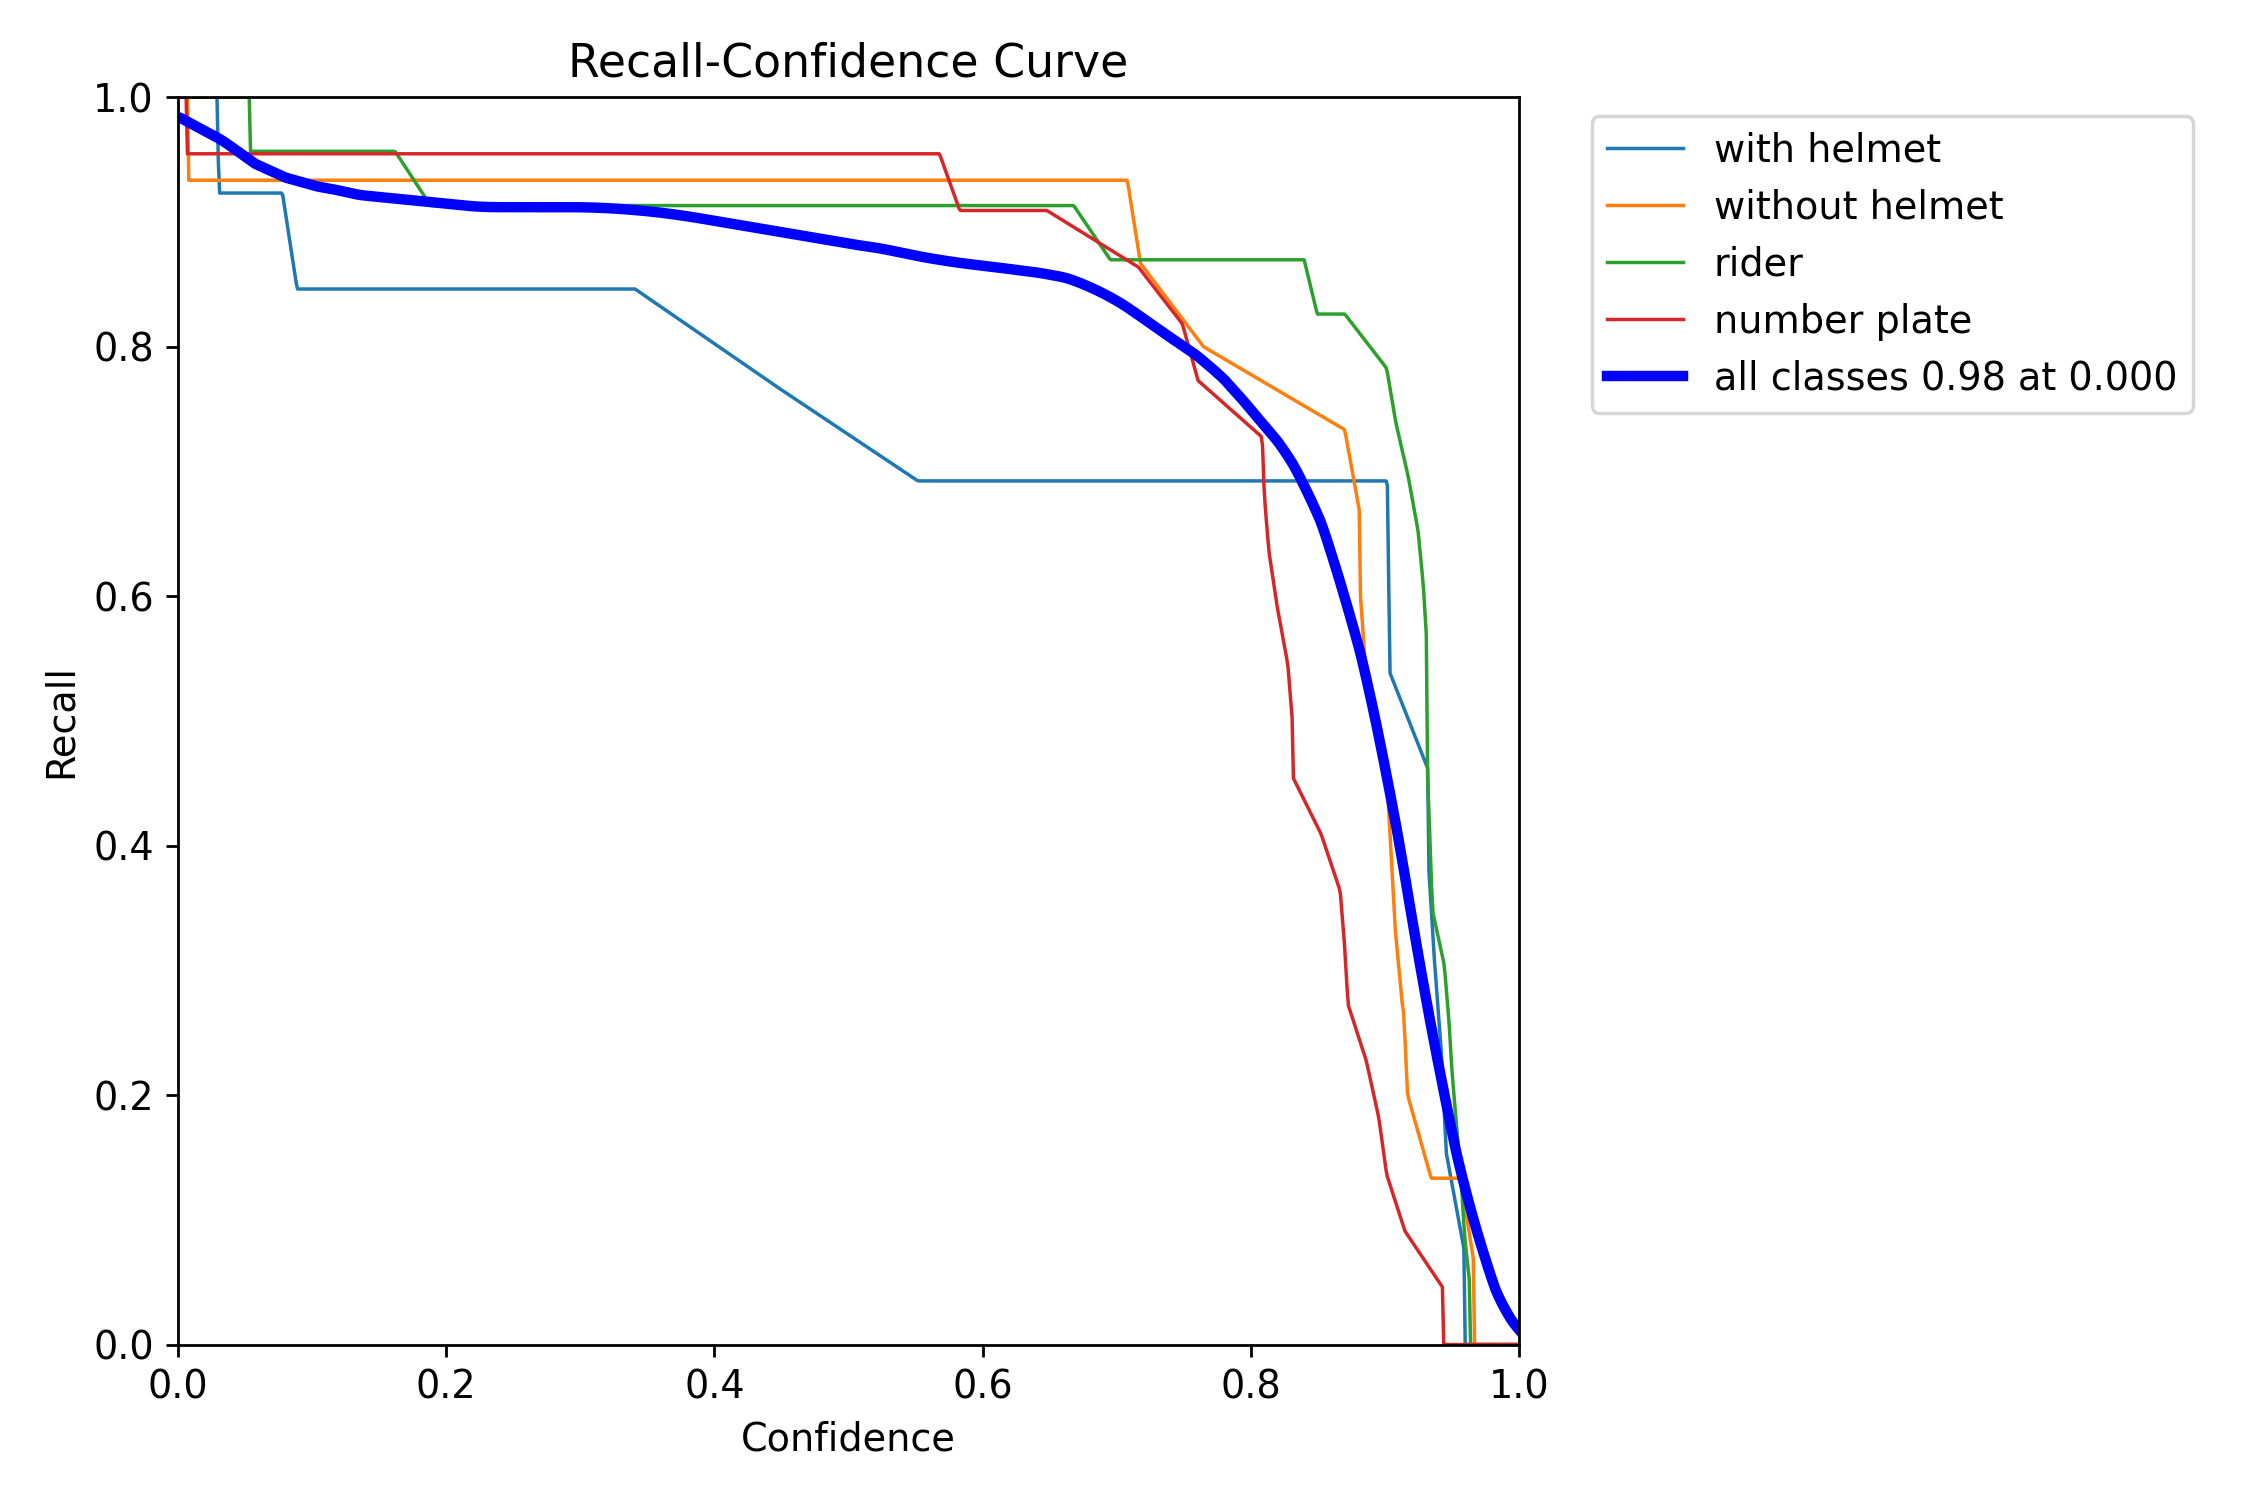 Recall-Confidence Curve
1.0
0.8
0.6
0.4
0.2
0.0
Recall
0.0 0.2 0.4 0.6 0.8 1.0
Confidence
with helmet
without helmet
rider
number plate
all classes 0.98 at 0.000